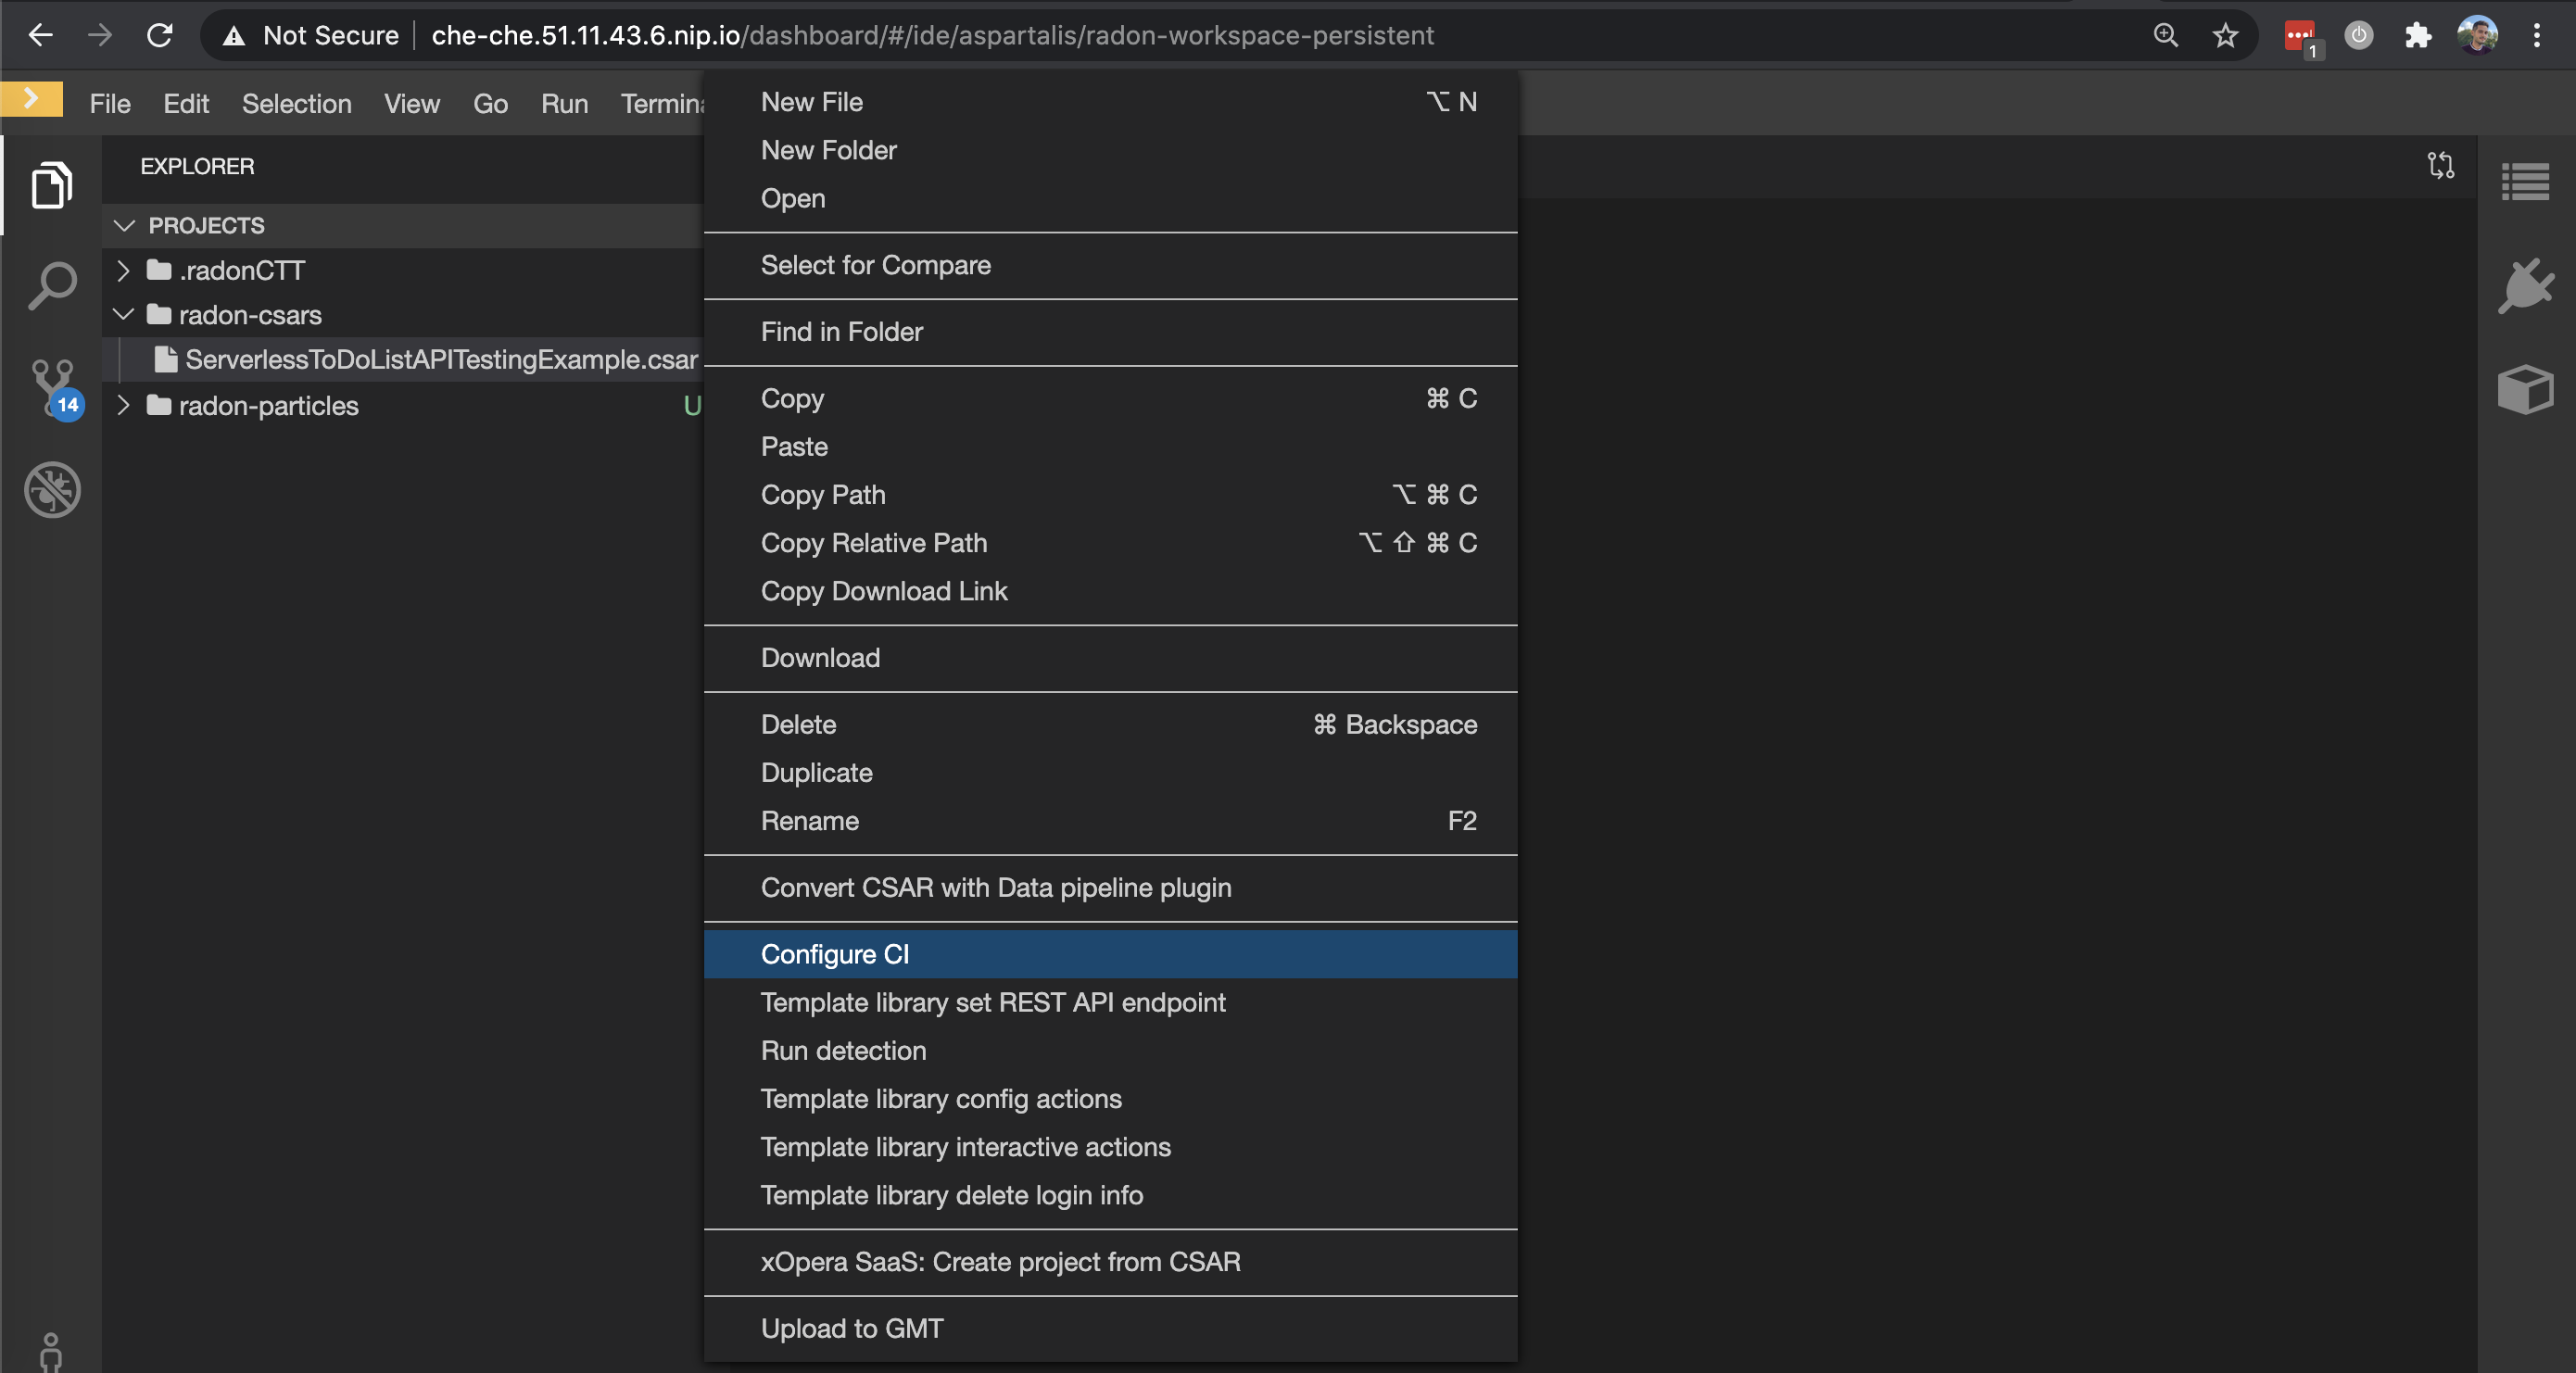 Not Secure | che-che.51.11.43.6.nip.io/dashboard/#/ide/aspartalis/radon-workspace-persistent
1
File Edit Selection View Go Run
EXPLORER
PROJECTS
.radonCTT
radon-csars
ServerlessToDoListAPITestingExample.csar
radon-particles U
14
New File ⌥ N
New Folder
Open
Select for Compare
Find in Folder
Copy ⌘ C
Paste
Copy Path ⌥ ⌘ C
Copy Relative Path ⌥ ⇧ ⌘ C
Copy Download Link
Download
Delete ⌘ Backspace
Duplicate
Rename F2
Convert CSAR with Data pipeline plugin
Configure CI
Template library set REST API endpoint
Run detection
Template library config actions
Template library interactive actions
Template library delete login info
xOpera SaaS: Create project from CSAR
Upload to GMT